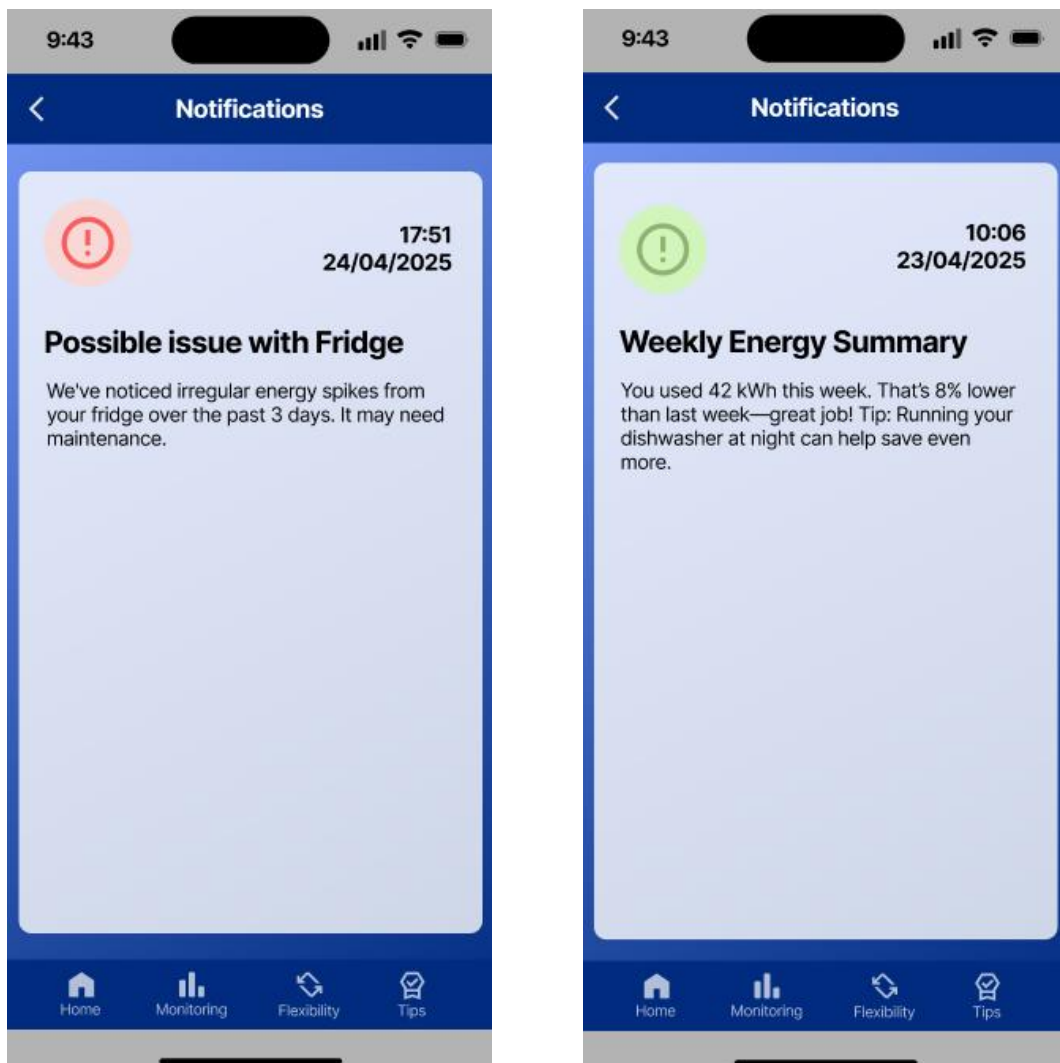 9:43
Notifications
17:51
24/04/2025
Possible issue with Fridge
We've noticed irregular energy spikes from
your fridge over the past 3 days. It may need
maintenance.
Home
Monitoring
Flexibility
Tips
9:43
Notifications
10:06
23/04/2025
Weekly Energy Summary
You used 42 kWh this week. That's 8% lower
than last week—great job! Tip: Running your
dishwasher at night can help save even
more.
Home
Monitoring
Flexibility
Tips